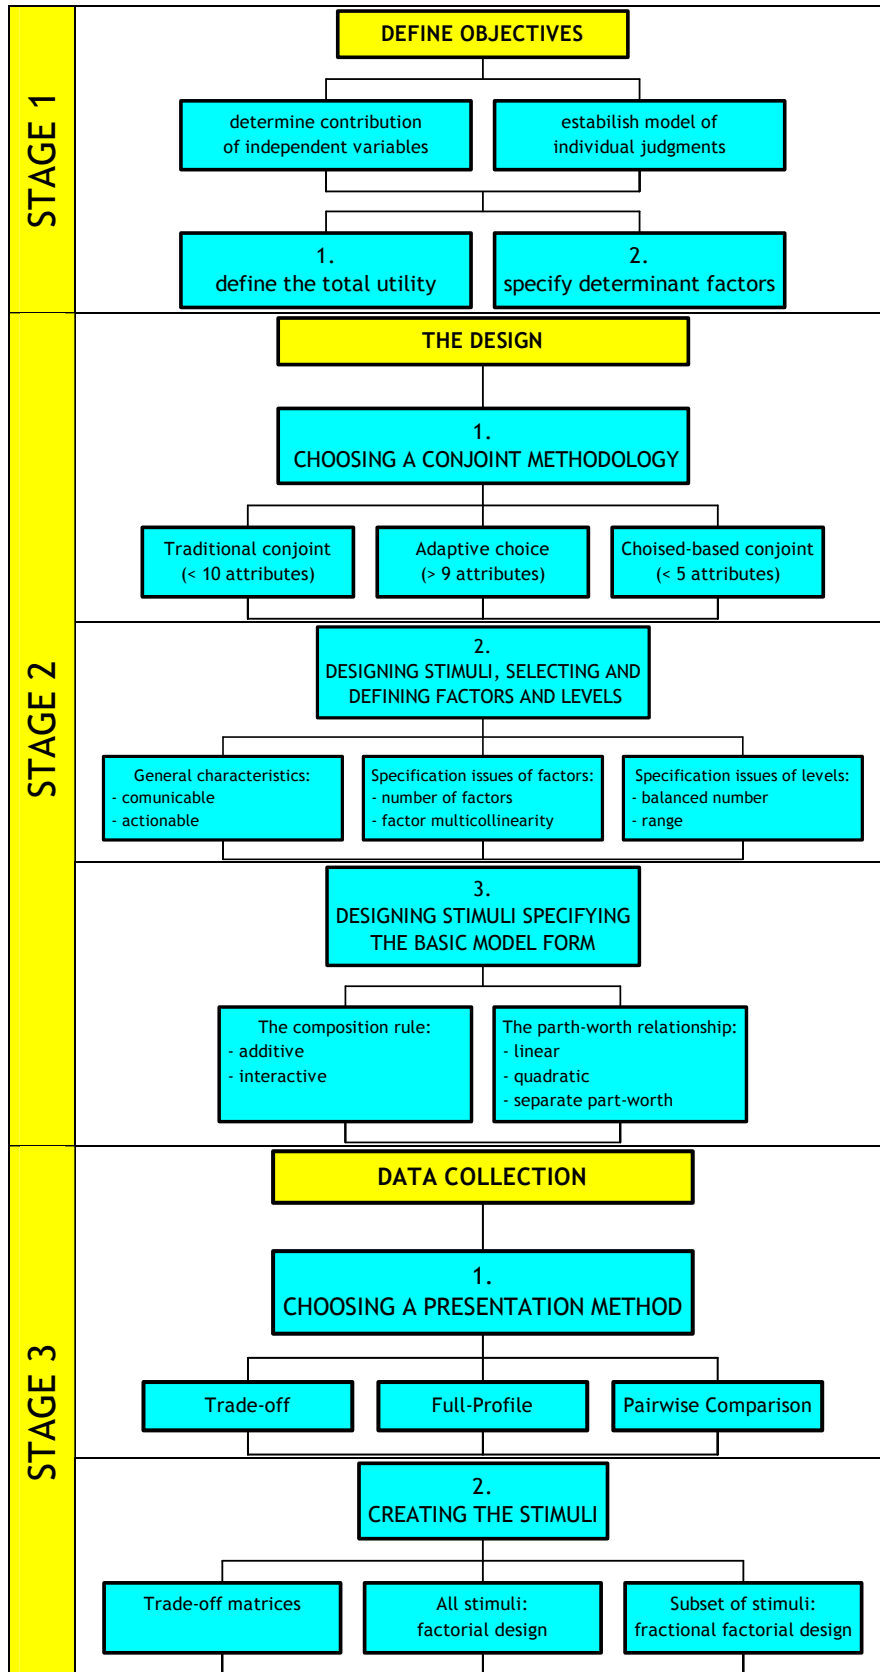 STAGE 1
DEFINE OBJECTIVES
determine contribution
of independent variables
estabilish model of
individual judgments
1.
define the total utility
2.
specify determinant factors
STAGE 2
THE DESIGN
1.
CHOOSING A CONJOINT METHODOLOGY
Traditional conjoint
(< 10 attributes)
Adaptive choice
(> 9 attributes)
Choised-based conjoint
(< 5 attributes)
2.
DESIGNING STIMULI, SELECTING AND
DEFINING FACTORS AND LEVELS
General characteristics:
- comunicable
- actionable
Specification issues of factors:
- number of factors
- factor multicollinearity
Specification issues of levels:
- balanced number
- range
3.
DESIGNING STIMULI SPECIFYING
THE BASIC MODEL FORM
The composition rule:
- additive
- interactive
The parth-worth relationship:
- linear
- quadratic
- separate part-worth
STAGE 3
DATA COLLECTION
1.
CHOOSING A PRESENTATION METHOD
Trade-off
Full-Profile
Pairwise Comparison
2.
CREATING THE STIMULI
Trade-off matrices
All stimuli:
factorial design
Subset of stimuli:
fractional factorial design